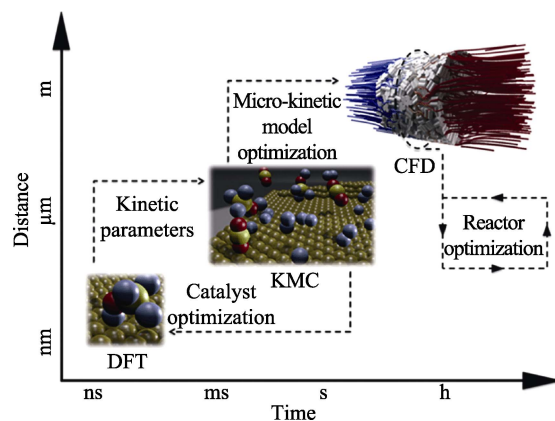 m
Micro-kinetic
model
optimization
CFD
Distance
μm
Kinetic
parameters
Reactor
optimization
KMC
Catalyst
optimization
nm
DFT
ns
ms
s
h
Time